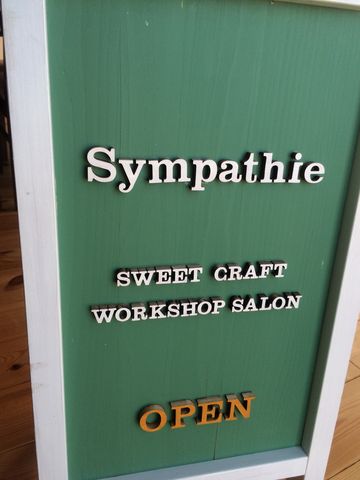 Sympathie
SWEET CRAFT
WORKSHOP SALON
OPEN